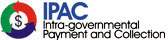 IPAC
Intra-governmental
Payment and Collection